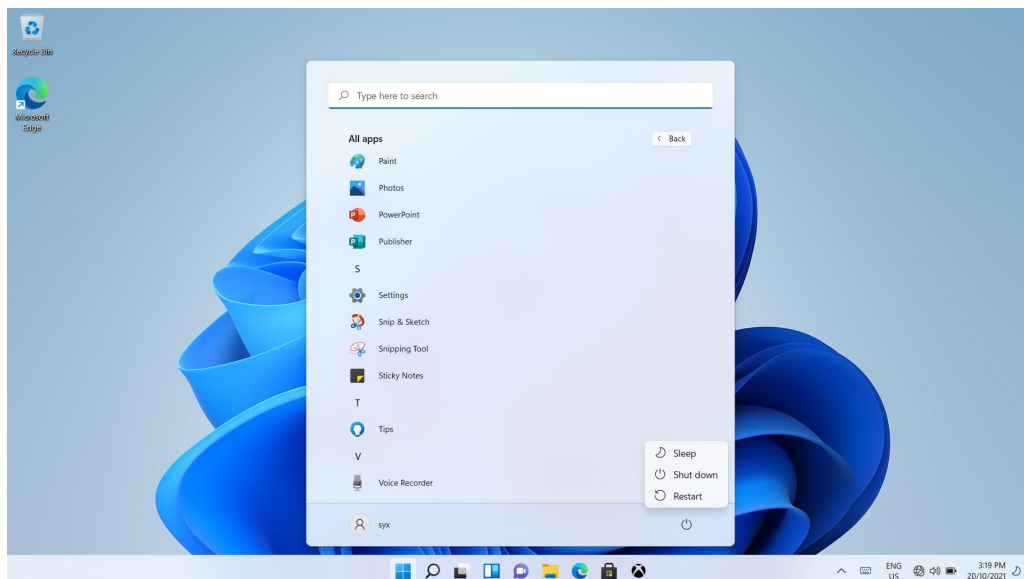 Recycle Bin
Microsoft
Edge
Type here to search
All apps
Back
Paint
Photos
PowerPoint
Publisher
S
Settings
Snip & Sketch
Snipping Tool
Sticky Notes
T
Tips
V
Voice Recorder
Sleep
Shut down
Restart
syx
ENG
US
3:19 PM
20/10/2021